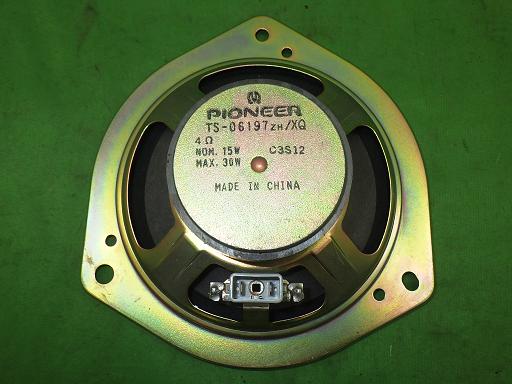 PIONEER
TS-06197ZH/XQ
4Ω
NOM. 15W C3S12
MAX. 30W
MADE IN CHINA